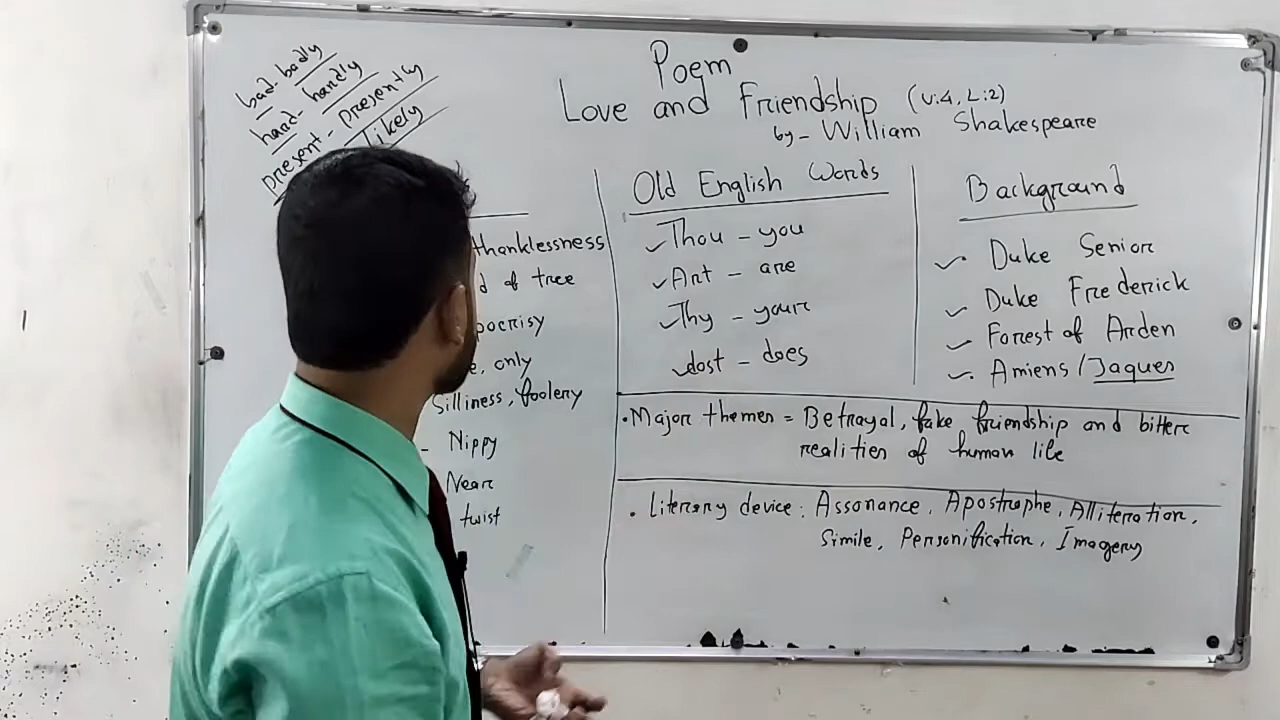 bad - badly
hard - hardly
present - presently
likely
Poem
Love and Friendship (U:4, L:2)
by - William Shakespeare
thanklessness
d of tree
pocrisy
e, only
Silliness, foolery
- Nippy
Near
twist
Old English Words
Thou - you
Art - are
Thy - your
dost - does
Background
Duke Senior
Duke Frederick
Forest of Arden
Amiens / Jaques
• Major themes = Betrayal, fake friendship and bitter
realities of human life
• Literary device: Assonance, Apostrophe, Alliteration,
Simile, Personification, Imagery